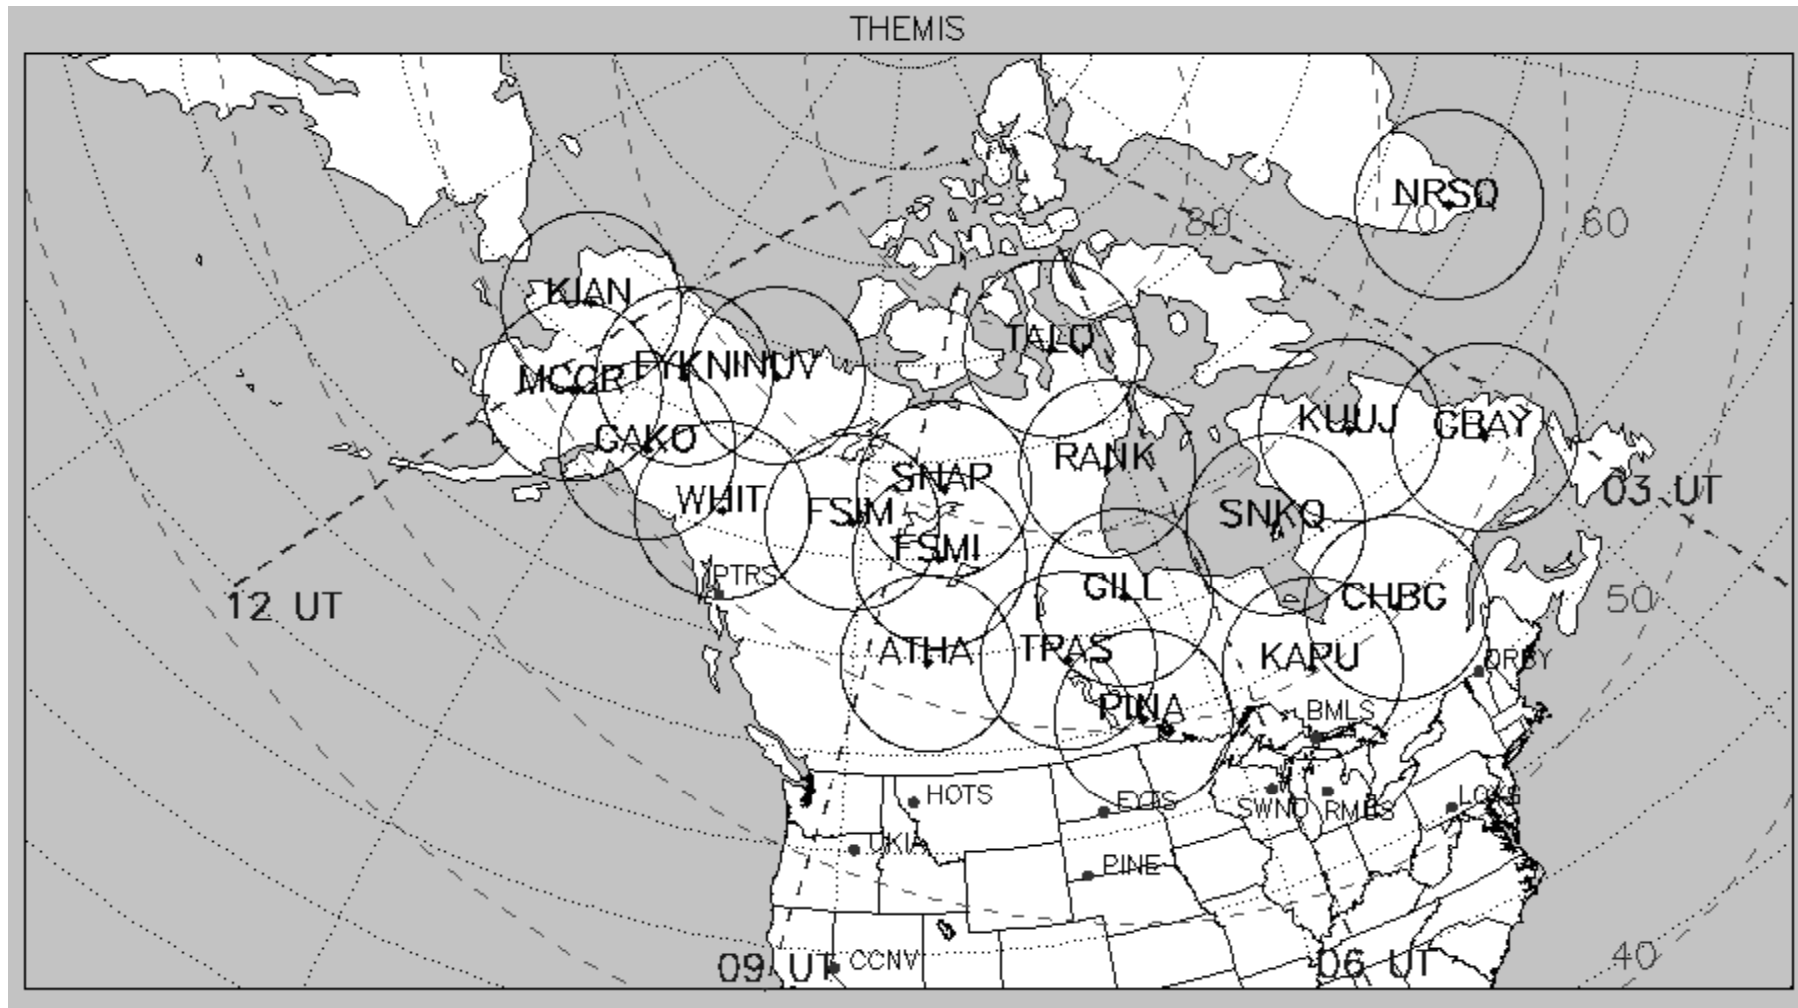 THEMIS
NRSQ
80
70
60
KIAN
TALO
FYKN
INUV
MCGR
KUUJ
GBAY
GAKO
RANK
SNAP
03 UT
WHIT
FSIM
SNKQ
FSMI
PTRS
GILL
CHBG
50
12 UT
ATHA
TPAS
KAPU
DRBY
PINA
BMLS
HOTS
FYTS
SWNO
RMUS
LOYS
UKIA
PINE
09 UT
CCNV
06 UT
40